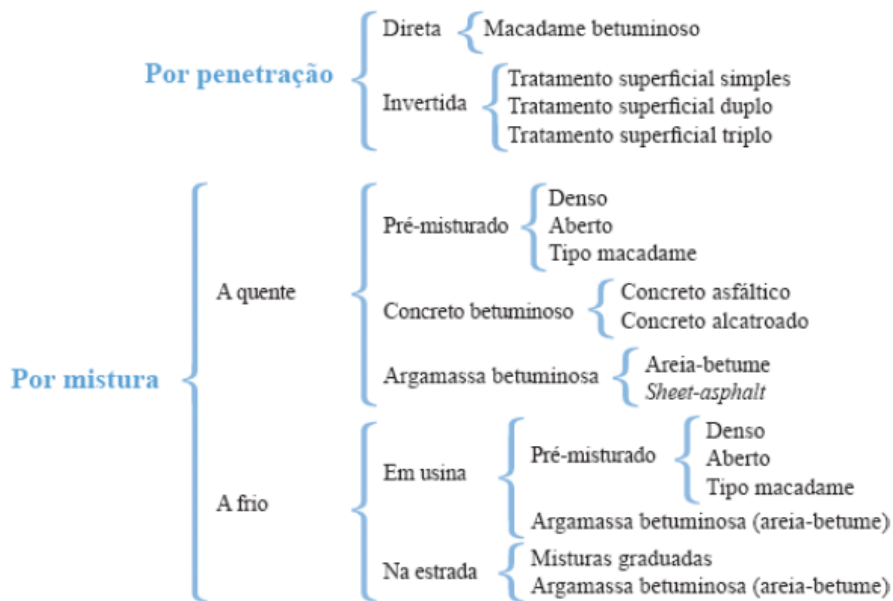 Por penetração
Direta
Macadame betuminoso
Invertida
Tratamento superficial simples
Tratamento superficial duplo
Tratamento superficial triplo
Por mistura
A quente
Pré-misturado
Denso
Aberto
Tipo macadame
Concreto betuminoso
Concreto asfáltico
Concreto alcatroado
Argamassa betuminosa
Areia-betume
Sheet-asphalt
A frio
Em usina
Pré-misturado
Denso
Aberto
Tipo macadame
Argamassa betuminosa (areia-betume)
Na estrada
Misturas graduadas
Argamassa betuminosa (areia-betume)